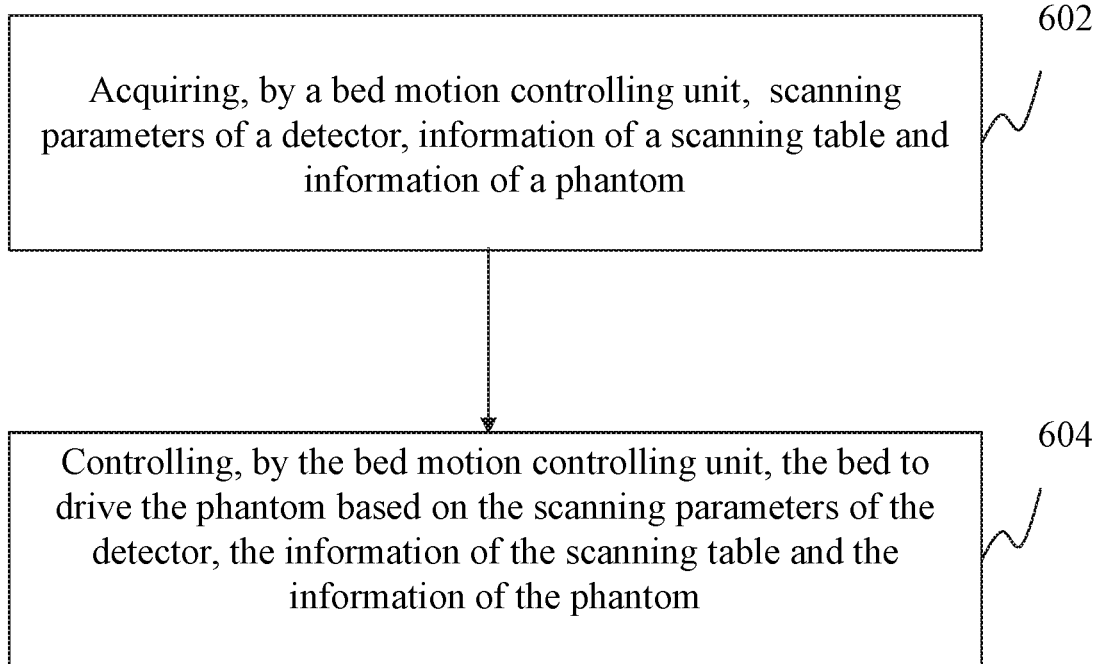 602
Acquiring, by a bed motion controlling unit, scanning
parameters of a detector, information of a scanning table and
information of a phantom
604
Controlling, by the bed motion controlling unit, the bed to
drive the phantom based on the scanning parameters of the
detector, the information of the scanning table and the
information of the phantom